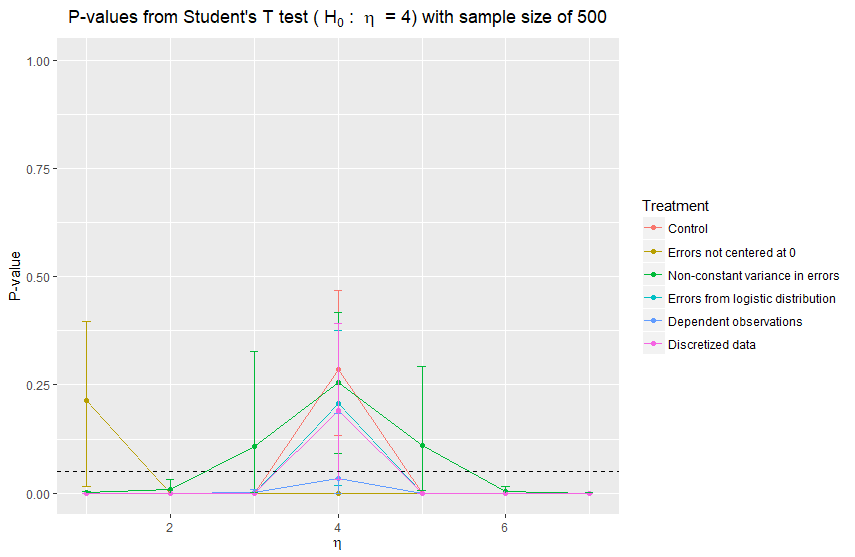 P-values from Student's T test ( H₀ : η = 4) with sample size of 500
1.00
0.75
0.50
0.25
0.00
P-value
2
4
6
η
Treatment
Control
Errors not centered at 0
Non-constant variance in errors
Errors from logistic distribution
Dependent observations
Discretized data